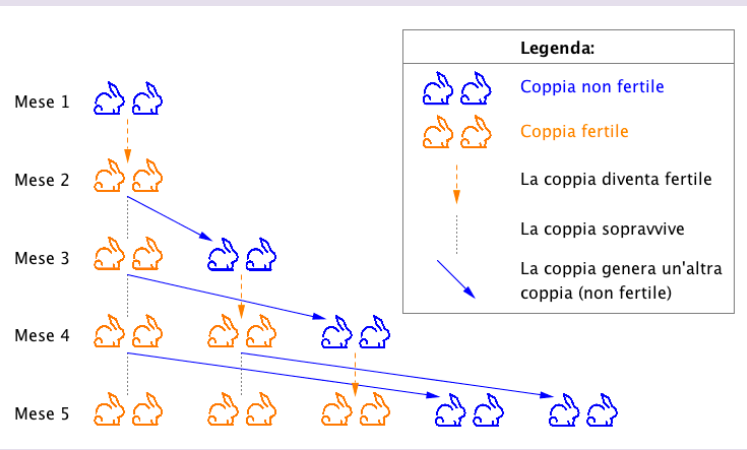 Legenda:
Coppia non fertile
Coppia fertile
La coppia diventa fertile
La coppia sopravvive
La coppia genera un'altra
coppia (non fertile)
Mese 1
Mese 2
Mese 3
Mese 4
Mese 5